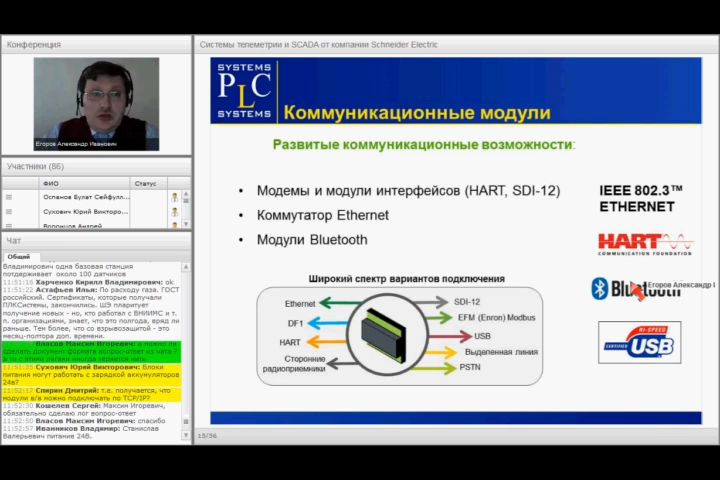 Конференция
Системы телеметрии и SCADA от компании Schneider Electric
Егоров Александр Иванович
Участники (86)
ФИО Статус
Оспанов Булат Сейфулл...
Сухович Юрий Викторо...
Воронцов Андрей
Чат
Общий
Владимирович одна базовая станция
потдерживает около 100 датчиков
11:51:16 Харченко Кирилл Владимирович: ok
11:51:22 Астафьев Илья: По расходу газа. ГОСТ
российский. Сертификаты, которые получали
ПЛКСистемы, закончились. ШЭ плaритует
получение новых - но, кто работал с ВНИИМС и т.
п. организациями, знает, что это полгода, вряд ли
раньше. Тем более, что со взрывозащитой - это
месяц-полтора доп. времени.
Власов Максим Игоревич: а можно ли
сделать документ формата вопрос-ответ из чата ?
а то с этими лагами иногда теряется нить
11:51:35 Сухович Юрий Викторович: Блоки
питания могут работать с зарядкой аккумуляторов
24в?
11:52:17 Спирин Дмитрий: т.е. получается, что
модули в/в можно подключать по TCP/IP?
11:52:30 Кошелев Сергей: Максим Игоревич,
обязательно сделаю лог вопрос-ответ
11:52:50 Власов Максим Игоревич: спасибо
11:52:57 Иванников Владимир: Станислав
Валерьевич питание 24В.
SYSTEMS
PLC
SYSTEMS
Коммуникационные модули
Развитые коммуникационные возможности:
• Модемы и модули интерфейсов (HART, SDI-12)
• Коммутатор Ethernet
• Модули Bluetooth
IEEE 802.3™
ETHERNET
HART
COMMUNICATION FOUNDATION
Bluetooth
Егоров Александр И
HI-SPEED
CERTIFIED
USB
Широкий спектр вариантов подключения
Ethernet
DF1
HART
Сторонние
радиоприемники
SDI-12
EFM (Enron) Modbus
USB
Выделенная линия
PSTN
15/56